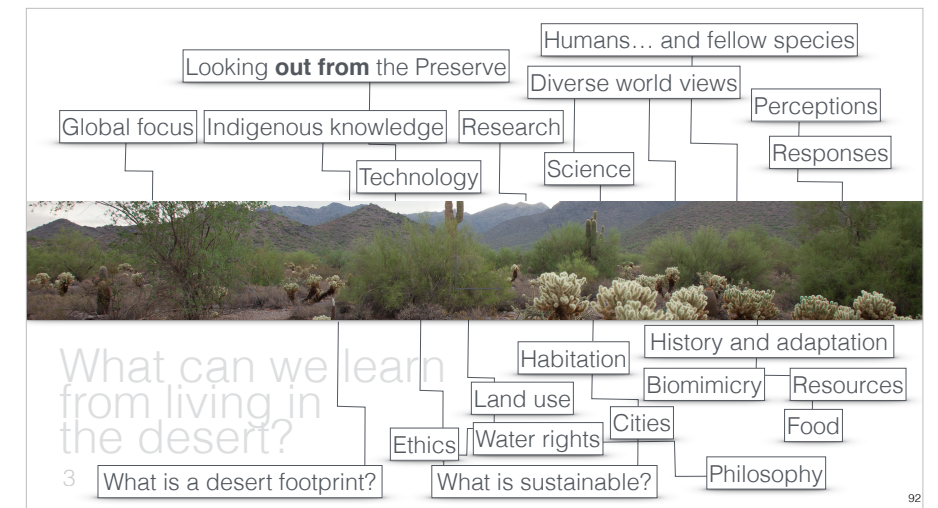 Humans… and fellow species
Looking out from the Preserve
Diverse world views
Perceptions
Global focus
Indigenous knowledge
Research
Responses
Science
Technology
What can we learn
from living in
the desert?
3
History and adaptation
Habitation
Biomimicry
Resources
Land use
Cities
Food
Ethics
Water rights
What is a desert footprint?
What is sustainable?
Philosophy
92